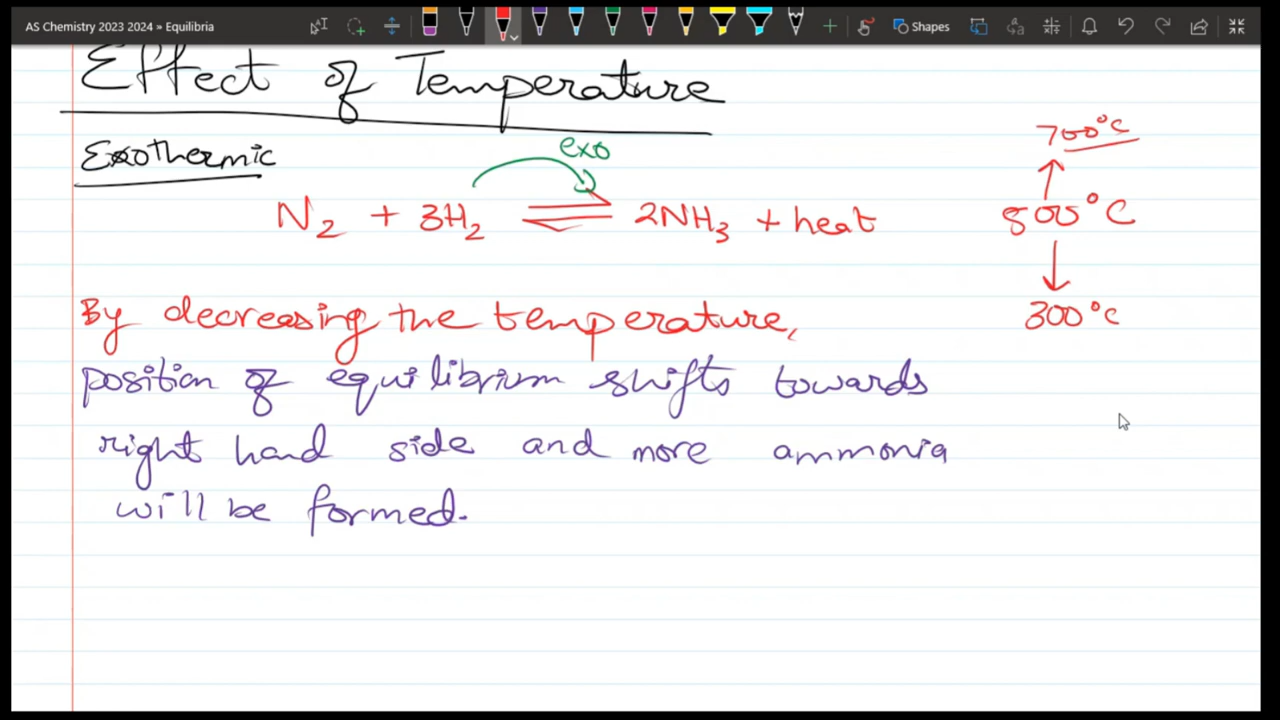 AS Chemistry 2023 2024 » Equilibria
Shapes
Effect of Temperature
Exothermic
exo
N₂ + 3H₂ ⇌ 2NH₃ + heat
700°C
500°C
300°C
By decreasing the temperature,
position of equilibrium shifts towards
right hand side and more ammonia
will be formed.